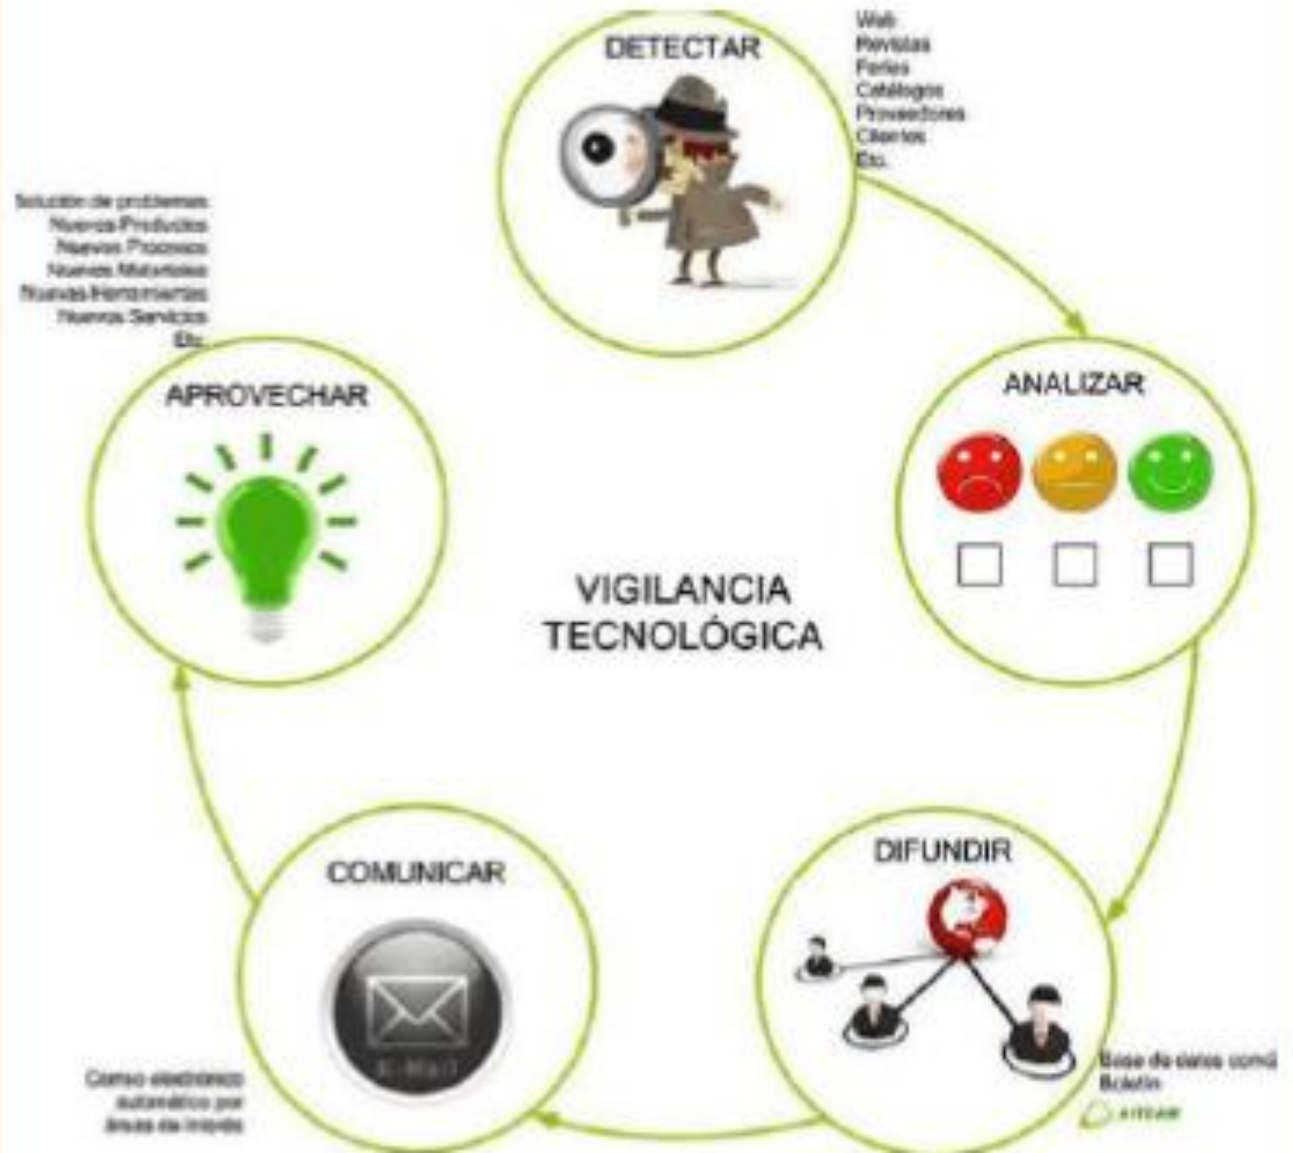 DETECTAR
Web
Revistas
Ferias
Catálogos
Proveedores
Clientes
Etc.
ANALIZAR
DIFUNDIR
Base de datos comú
Boletín
COMUNICAR
E-Mail
Correo electrónico
automático por
áreas de interés
APROVECHAR
Solución de problemas
Nuevos Productos
Nuevos Procesos
Nuevos Materiales
Nuevas Herramientas
Nuevos Servicios
Etc.
VIGILANCIA
TECNOLÓGICA